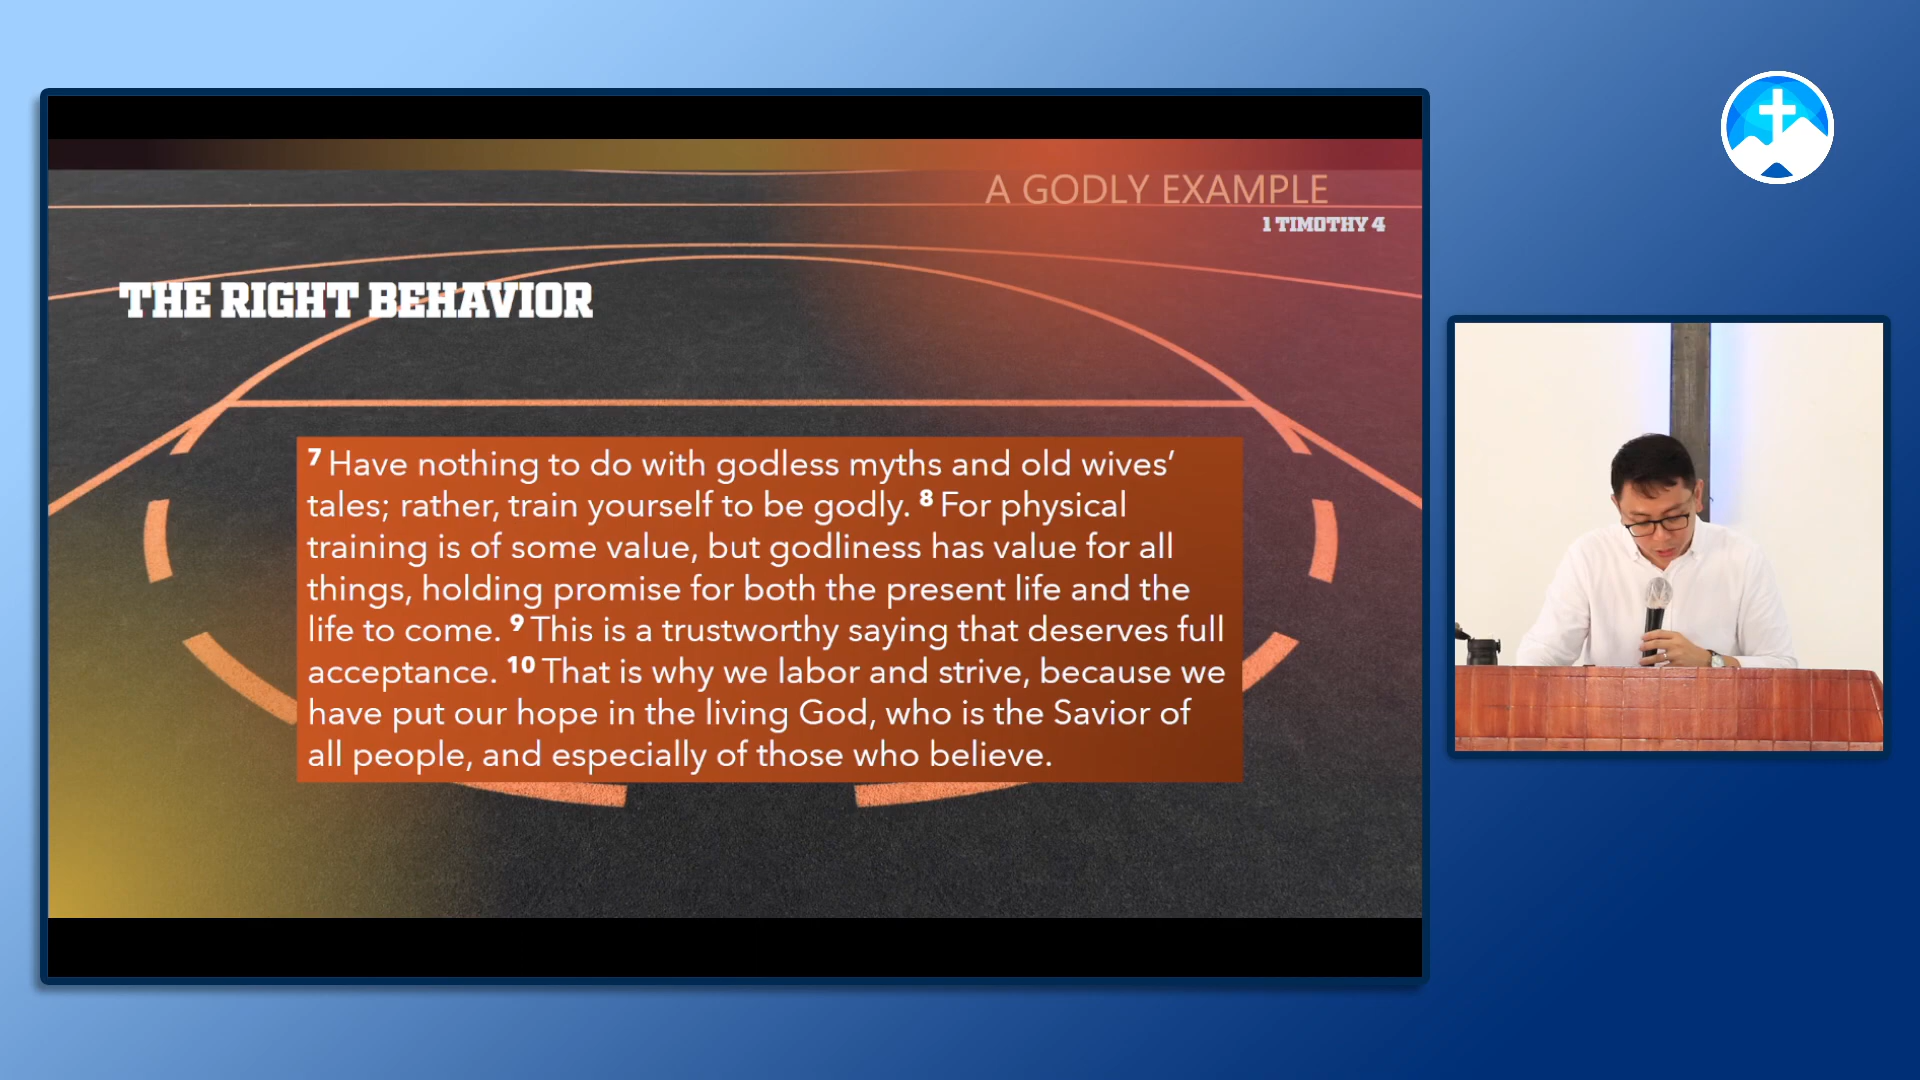 A GODLY EXAMPLE
1 TIMOTHY 4
THE RIGHT BEHAVIOR
7 Have nothing to do with godless myths and old wives’
tales; rather, train yourself to be godly. 8 For physical
training is of some value, but godliness has value for all
things, holding promise for both the present life and the
life to come. 9 This is a trustworthy saying that deserves full
acceptance. 10 That is why we labor and strive, because we
have put our hope in the living God, who is the Savior of
all people, and especially of those who believe.